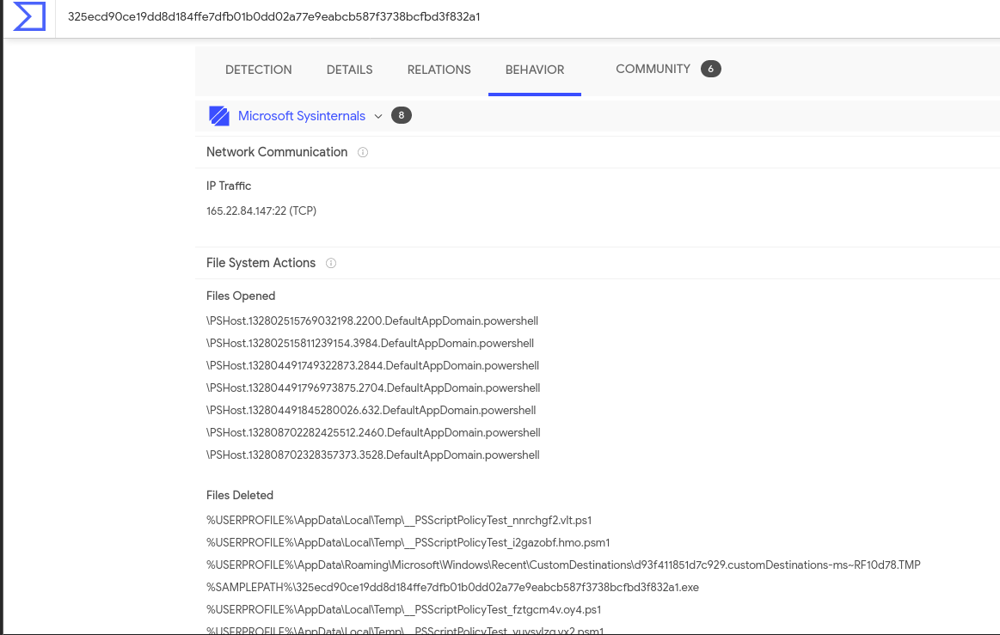 325ecd90ce19dd8d184ffe7dfb01b0dd02a77e9eabcb587f3738bcfbd3f832a1
DETECTION DETAILS RELATIONS BEHAVIOR COMMUNITY 6
Microsoft Sysinternals 8
Network Communication
IP Traffic
165.22.84.147:22 (TCP)
File System Actions
Files Opened
\PSHost.132802515769032198.2200.DefaultAppDomain.powershell
\PSHost.132802515811239154.3984.DefaultAppDomain.powershell
\PSHost.132804491749322873.2844.DefaultAppDomain.powershell
\PSHost.132804491796973875.2704.DefaultAppDomain.powershell
\PSHost.132804491845280026.632.DefaultAppDomain.powershell
\PSHost.132808702282425512.2460.DefaultAppDomain.powershell
\PSHost.132808702328357373.3528.DefaultAppDomain.powershell
Files Deleted
%USERPROFILE%\AppData\Local\Temp\__PSScriptPolicyTest_nnrchgf2.vlt.ps1
%USERPROFILE%\AppData\Local\Temp\__PSScriptPolicyTest_i2gazobf.hmo.psm1
%USERPROFILE%\AppData\Roaming\Microsoft\Windows\Recent\CustomDestinations\d93f411851d7c929.customDestinations-ms~RF10d78.TMP
%SAMPLEPATH%\325ecd90ce19dd8d184ffe7dfb01b0dd02a77e9eabcb587f3738bcfbd3f832a1.exe
%USERPROFILE%\AppData\Local\Temp\__PSScriptPolicyTest_fztgcm4v.oy4.ps1
%USERPROFILE%\AppData\Local\Temp\__PSScriptPolicyTest_yuysylzq.vx2.psm1